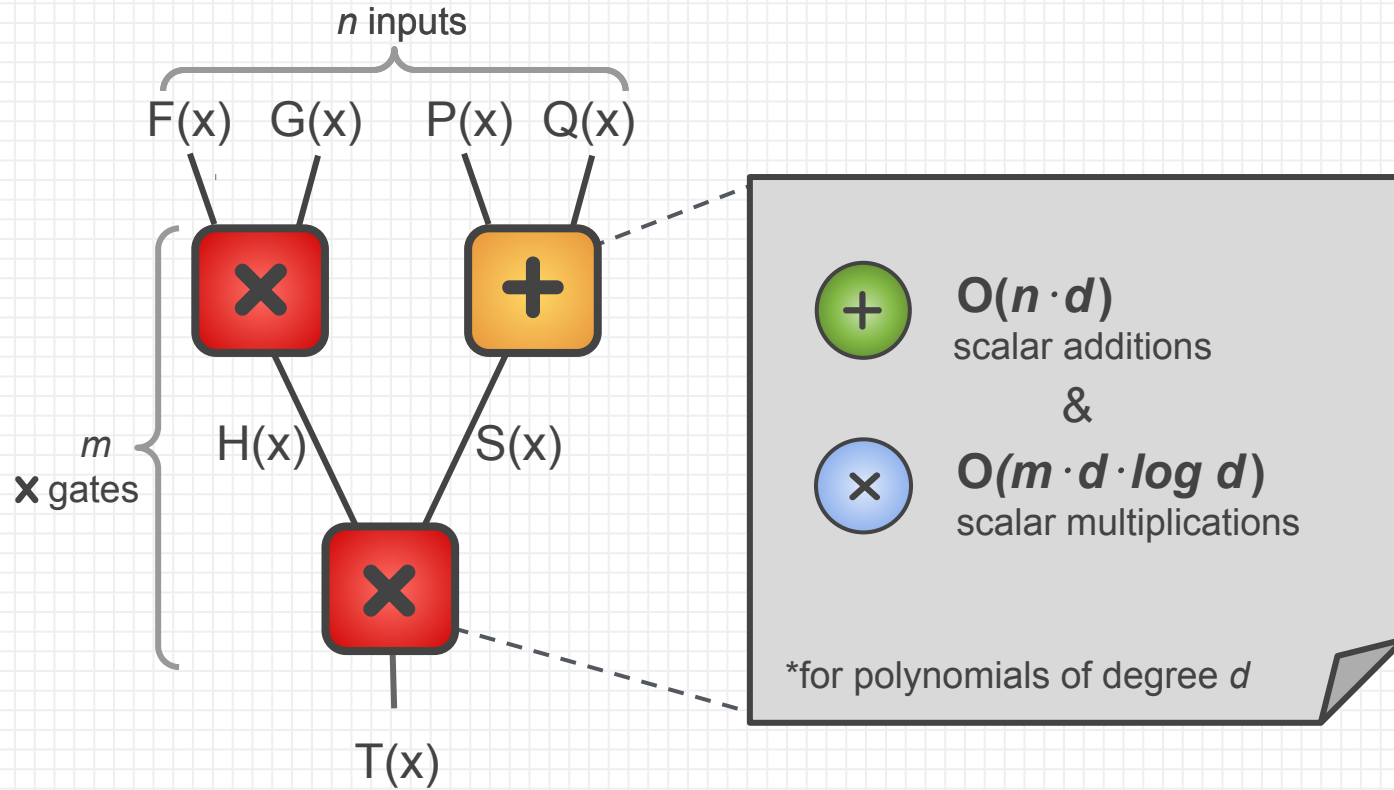 n inputs
F(x) G(x) P(x) Q(x)
× +
H(x) S(x)
m
× gates
×
T(x)
+ O(n · d)
scalar additions
&
× O(m · d · log d)
scalar multiplications
*for polynomials of degree d